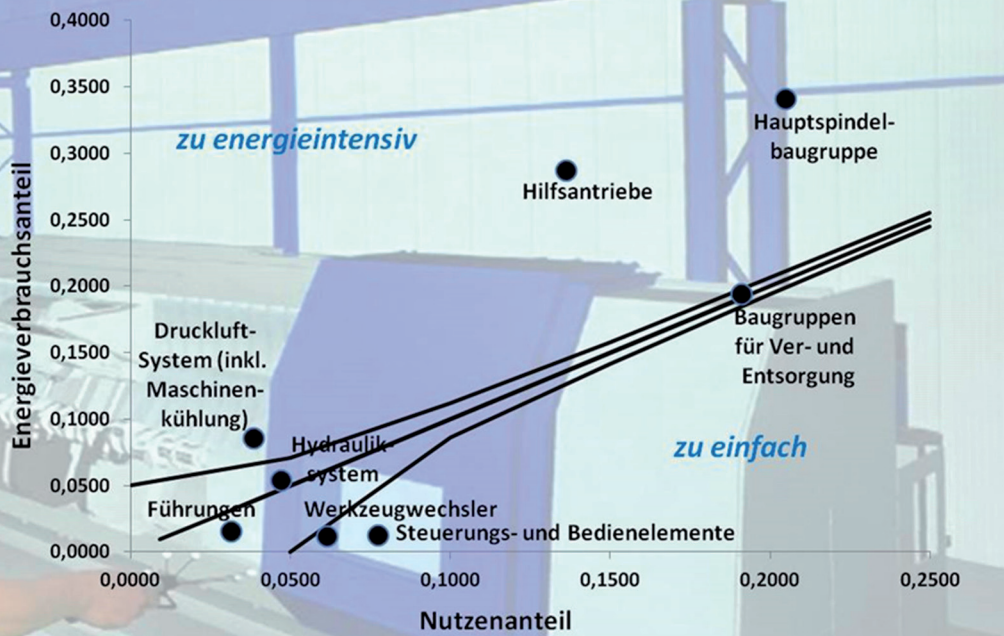 0,4000
0,3500
0,3000
0,2500
0,2000
0,1500
0,1000
0,0500
0,0000
Energieverbrauchsanteil
zu energieintensiv
Hauptspindel-
baugruppe
Hilfsantriebe
Baugruppen
für Ver- und
Entsorgung
Druckluft-
System (inkl.
Maschinen-
kühlung)
zu einfach
Hydraulik-
system
Führungen
Werkzeugwechsler
Steuerungs- und Bedienelemente
0,0000
0,0500
0,1000
0,1500
0,2000
0,2500
Nutzenanteil